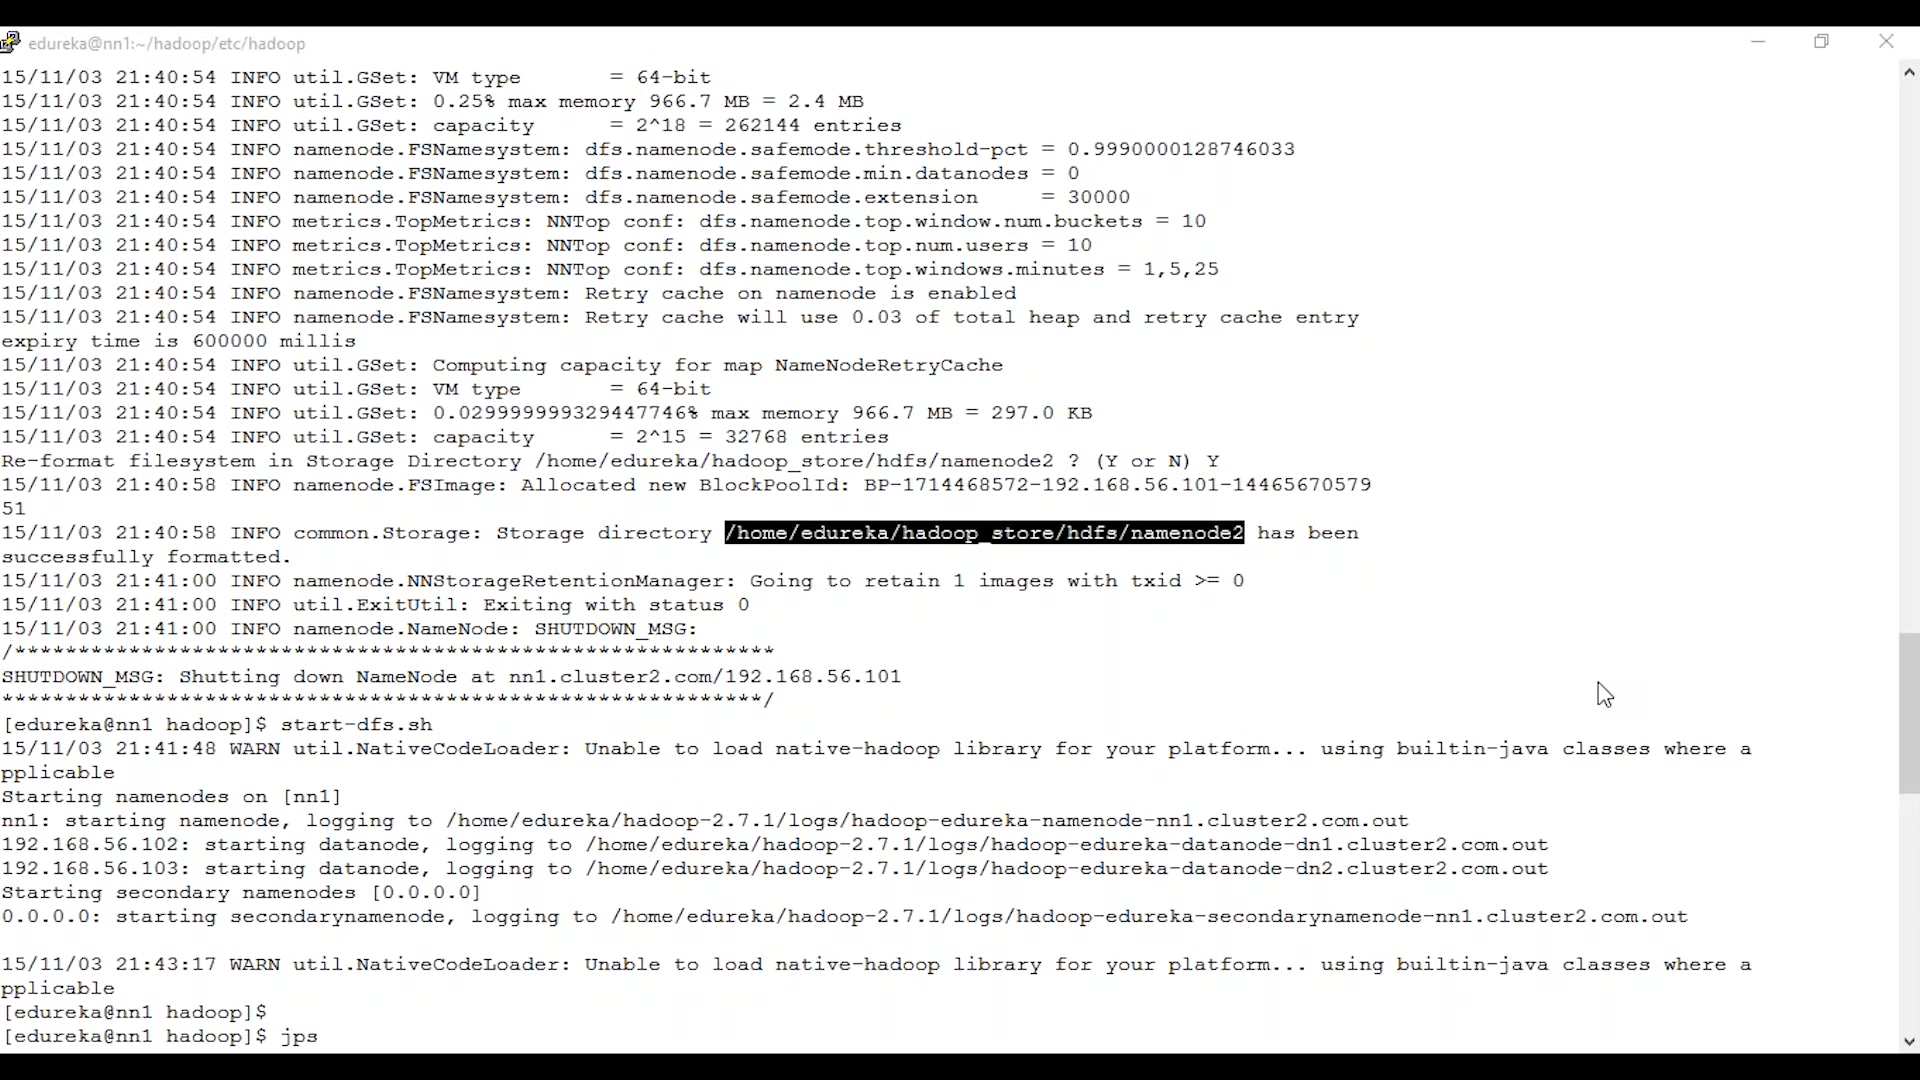 edureka@nn1:~/hadoop/etc/hadoop
15/11/03 21:40:54 INFO util.GSet: VM type       = 64-bit
15/11/03 21:40:54 INFO util.GSet: 0.25% max memory 966.7 MB = 2.4 MB
15/11/03 21:40:54 INFO util.GSet: capacity      = 2^18 = 262144 entries
15/11/03 21:40:54 INFO namenode.FSNamesystem: dfs.namenode.safemode.threshold-pct = 0.9990000128746033
15/11/03 21:40:54 INFO namenode.FSNamesystem: dfs.namenode.safemode.min.datanodes = 0
15/11/03 21:40:54 INFO namenode.FSNamesystem: dfs.namenode.safemode.extension     = 30000
15/11/03 21:40:54 INFO metrics.TopMetrics: NNTop conf: dfs.namenode.top.window.num.buckets = 10
15/11/03 21:40:54 INFO metrics.TopMetrics: NNTop conf: dfs.namenode.top.num.users = 10
15/11/03 21:40:54 INFO metrics.TopMetrics: NNTop conf: dfs.namenode.top.windows.minutes = 1,5,25
15/11/03 21:40:54 INFO namenode.FSNamesystem: Retry cache on namenode is enabled
15/11/03 21:40:54 INFO namenode.FSNamesystem: Retry cache will use 0.03 of total heap and retry cache entry
expiry time is 600000 millis
15/11/03 21:40:54 INFO util.GSet: Computing capacity for map NameNodeRetryCache
15/11/03 21:40:54 INFO util.GSet: VM type       = 64-bit
15/11/03 21:40:54 INFO util.GSet: 0.029999999329447746% max memory 966.7 MB = 297.0 KB
15/11/03 21:40:54 INFO util.GSet: capacity      = 2^15 = 32768 entries
Re-format filesystem in Storage Directory /home/edureka/hadoop_store/hdfs/namenode2 ? (Y or N) Y
15/11/03 21:40:58 INFO namenode.FSImage: Allocated new BlockPoolId: BP-1714468572-192.168.56.101-14465670579
51
15/11/03 21:40:58 INFO common.Storage: Storage directory /home/edureka/hadoop_store/hdfs/namenode2 has been
successfully formatted.
15/11/03 21:41:00 INFO namenode.NNStorageRetentionManager: Going to retain 1 images with txid >= 0
15/11/03 21:41:00 INFO util.ExitUtil: Exiting with status 0
15/11/03 21:41:00 INFO namenode.NameNode: SHUTDOWN_MSG:
/************************************************************
SHUTDOWN_MSG: Shutting down NameNode at nn1.cluster2.com/192.168.56.101
************************************************************/
[edureka@nn1 hadoop]$ start-dfs.sh
15/11/03 21:41:48 WARN util.NativeCodeLoader: Unable to load native-hadoop library for your platform... using builtin-java classes where a
pplicable
Starting namenodes on [nn1]
nn1: starting namenode, logging to /home/edureka/hadoop-2.7.1/logs/hadoop-edureka-namenode-nn1.cluster2.com.out
192.168.56.102: starting datanode, logging to /home/edureka/hadoop-2.7.1/logs/hadoop-edureka-datanode-dn1.cluster2.com.out
192.168.56.103: starting datanode, logging to /home/edureka/hadoop-2.7.1/logs/hadoop-edureka-datanode-dn2.cluster2.com.out
Starting secondary namenodes [0.0.0.0]
0.0.0.0: starting secondarynamenode, logging to /home/edureka/hadoop-2.7.1/logs/hadoop-edureka-secondarynamenode-nn1.cluster2.com.out
15/11/03 21:43:17 WARN util.NativeCodeLoader: Unable to load native-hadoop library for your platform... using builtin-java classes where a
pplicable
[edureka@nn1 hadoop]$
[edureka@nn1 hadoop]$ jps